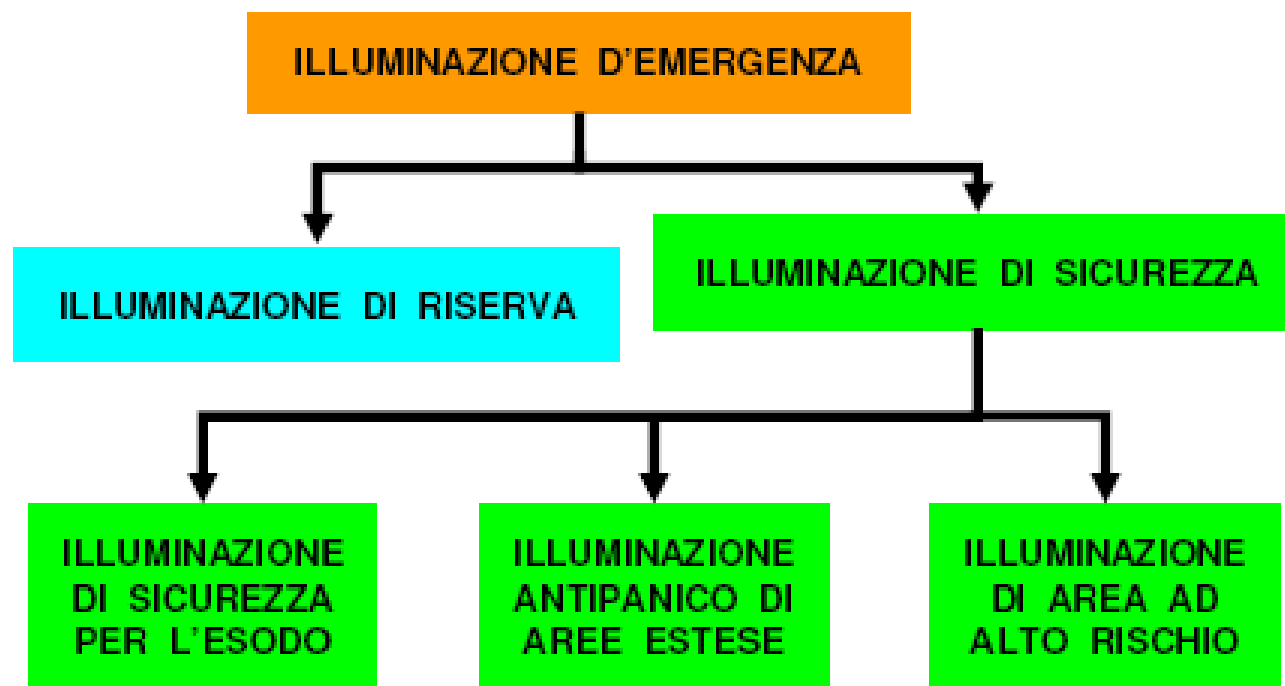 ILLUMINAZIONE D'EMERGENZA
ILLUMINAZIONE DI RISERVA
ILLUMINAZIONE DI SICUREZZA
ILLUMINAZIONE
DI SICUREZZA
PER L'ESODO
ILLUMINAZIONE
ANTIPANICO DI
AREE ESTESE
ILLUMINAZIONE
DI AREA AD
ALTO RISCHIO